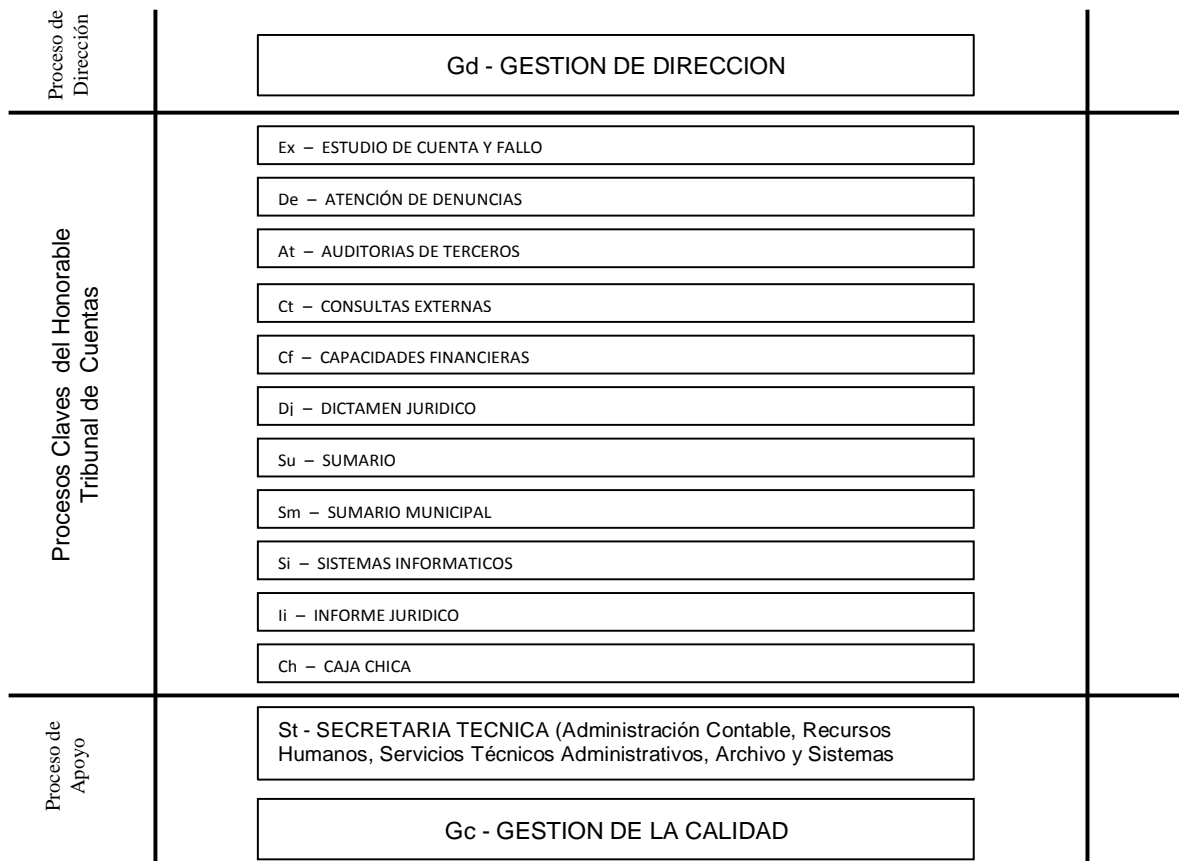 Proceso de
Dirección
Gd - GESTION DE DIRECCION
Procesos Claves del Honorable
Tribunal de Cuentas
Ex – ESTUDIO DE CUENTA Y FALLO
De – ATENCIÓN DE DENUNCIAS
At – AUDITORIAS DE TERCEROS
Ct – CONSULTAS EXTERNAS
Cf – CAPACIDADES FINANCIERAS
Dj – DICTAMEN JURIDICO
Su – SUMARIO
Sm – SUMARIO MUNICIPAL
Si – SISTEMAS INFORMATICOS
Ii – INFORME JURIDICO
Ch – CAJA CHICA
Proceso de
Apoyo
St - SECRETARIA TECNICA (Administración Contable, Recursos
Humanos, Servicios Técnicos Administrativos, Archivo y Sistemas
Gc - GESTION DE LA CALIDAD